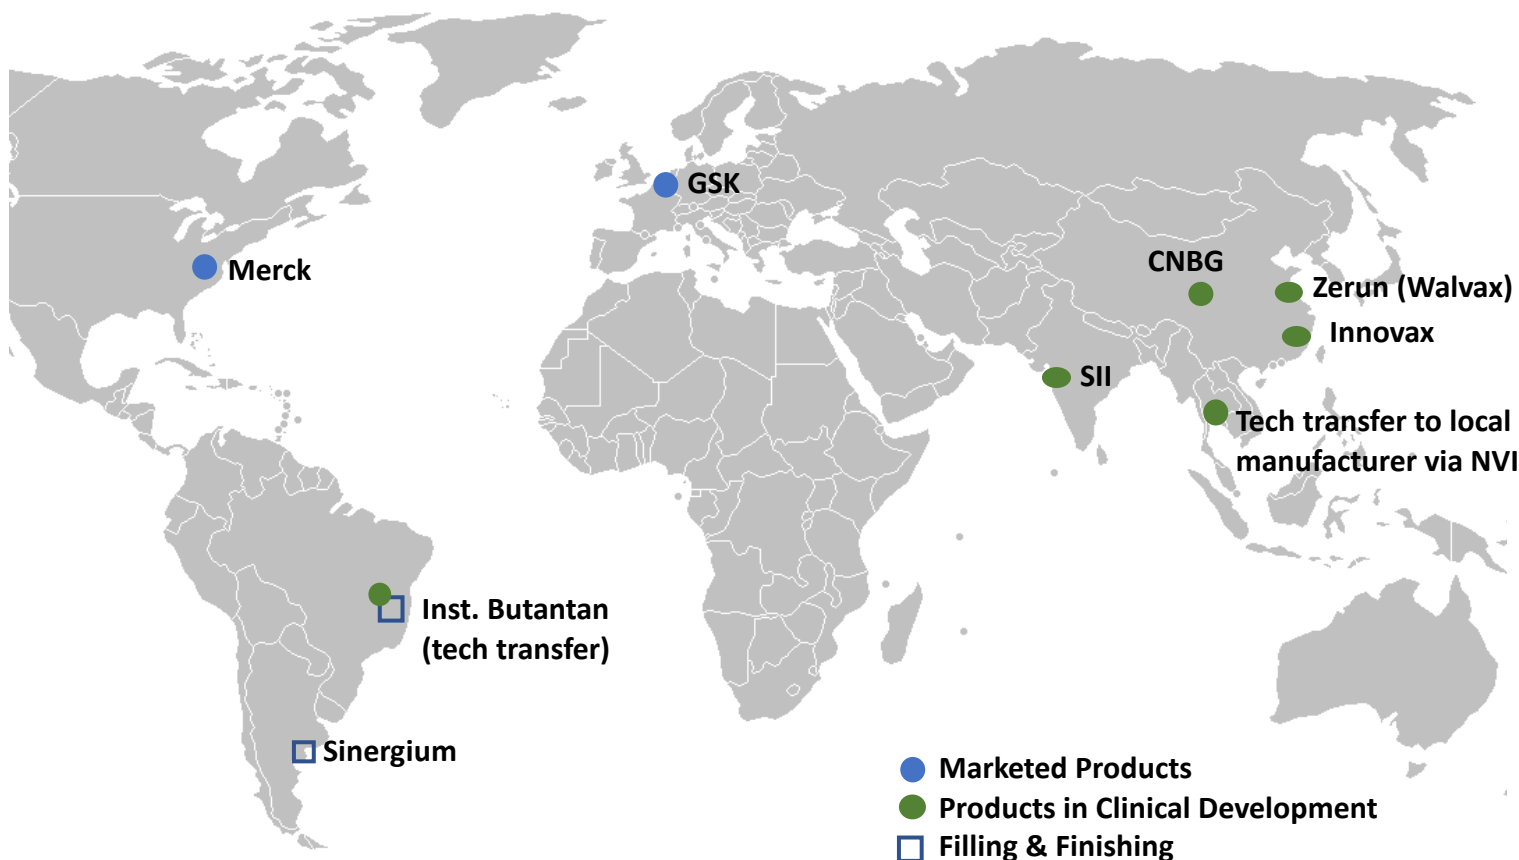 GSK
Merck
CNBG
Zerun (Walvax)
Innovax
SII
Tech transfer to local
manufacturer via NVI
Inst. Butantan
(tech transfer)
Sinergium
Marketed Products
Products in Clinical Development
Filling & Finishing